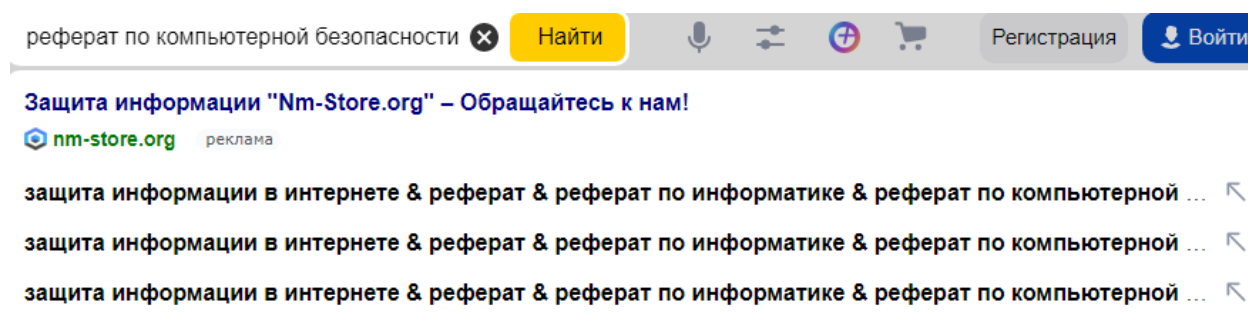 реферат по компьютерной безопасности Найти Регистрация Войти
Защита информации "Nm-Store.org" – Обращайтесь к нам!
nm-store.org реклама
защита информации в интернете & реферат & реферат по информатике & реферат по компьютерной ...
защита информации в интернете & реферат & реферат по информатике & реферат по компьютерной ...
защита информации в интернете & реферат & реферат по информатике & реферат по компьютерной ...